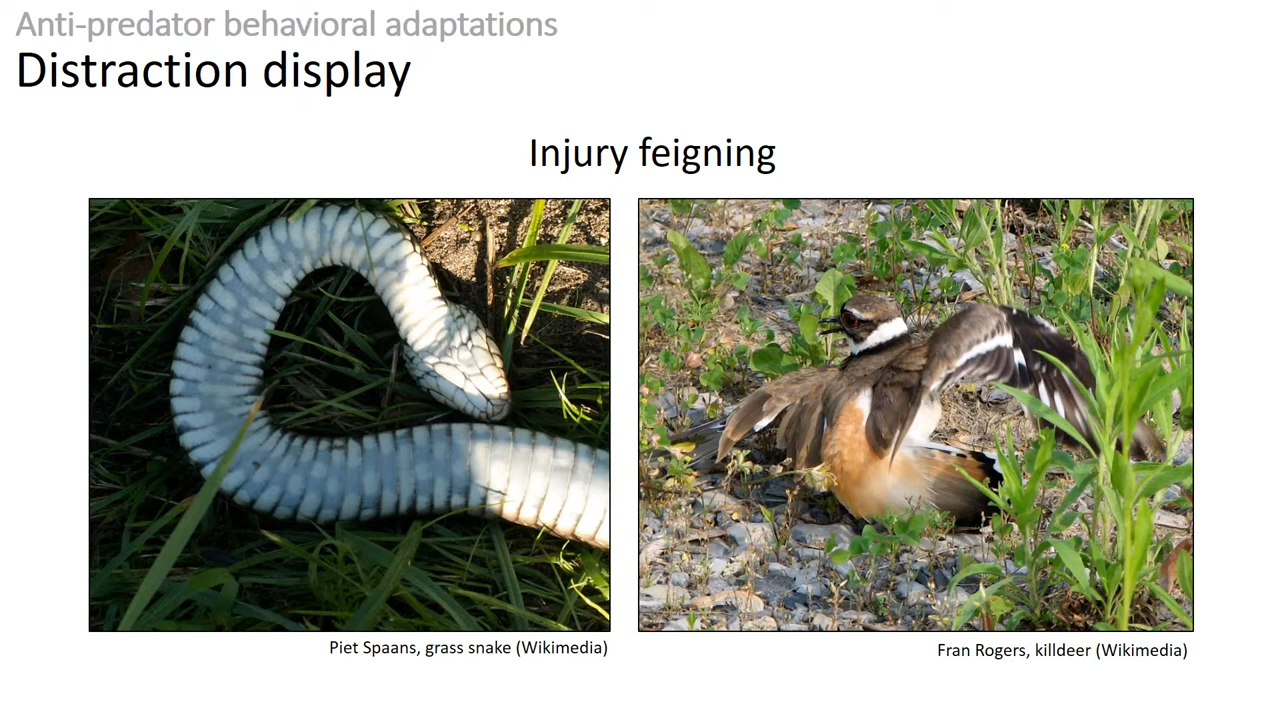 Anti-predator behavioral adaptations
Distraction display
Injury feigning
Piet Spaans, grass snake (Wikimedia)
Fran Rogers, killdeer (Wikimedia)